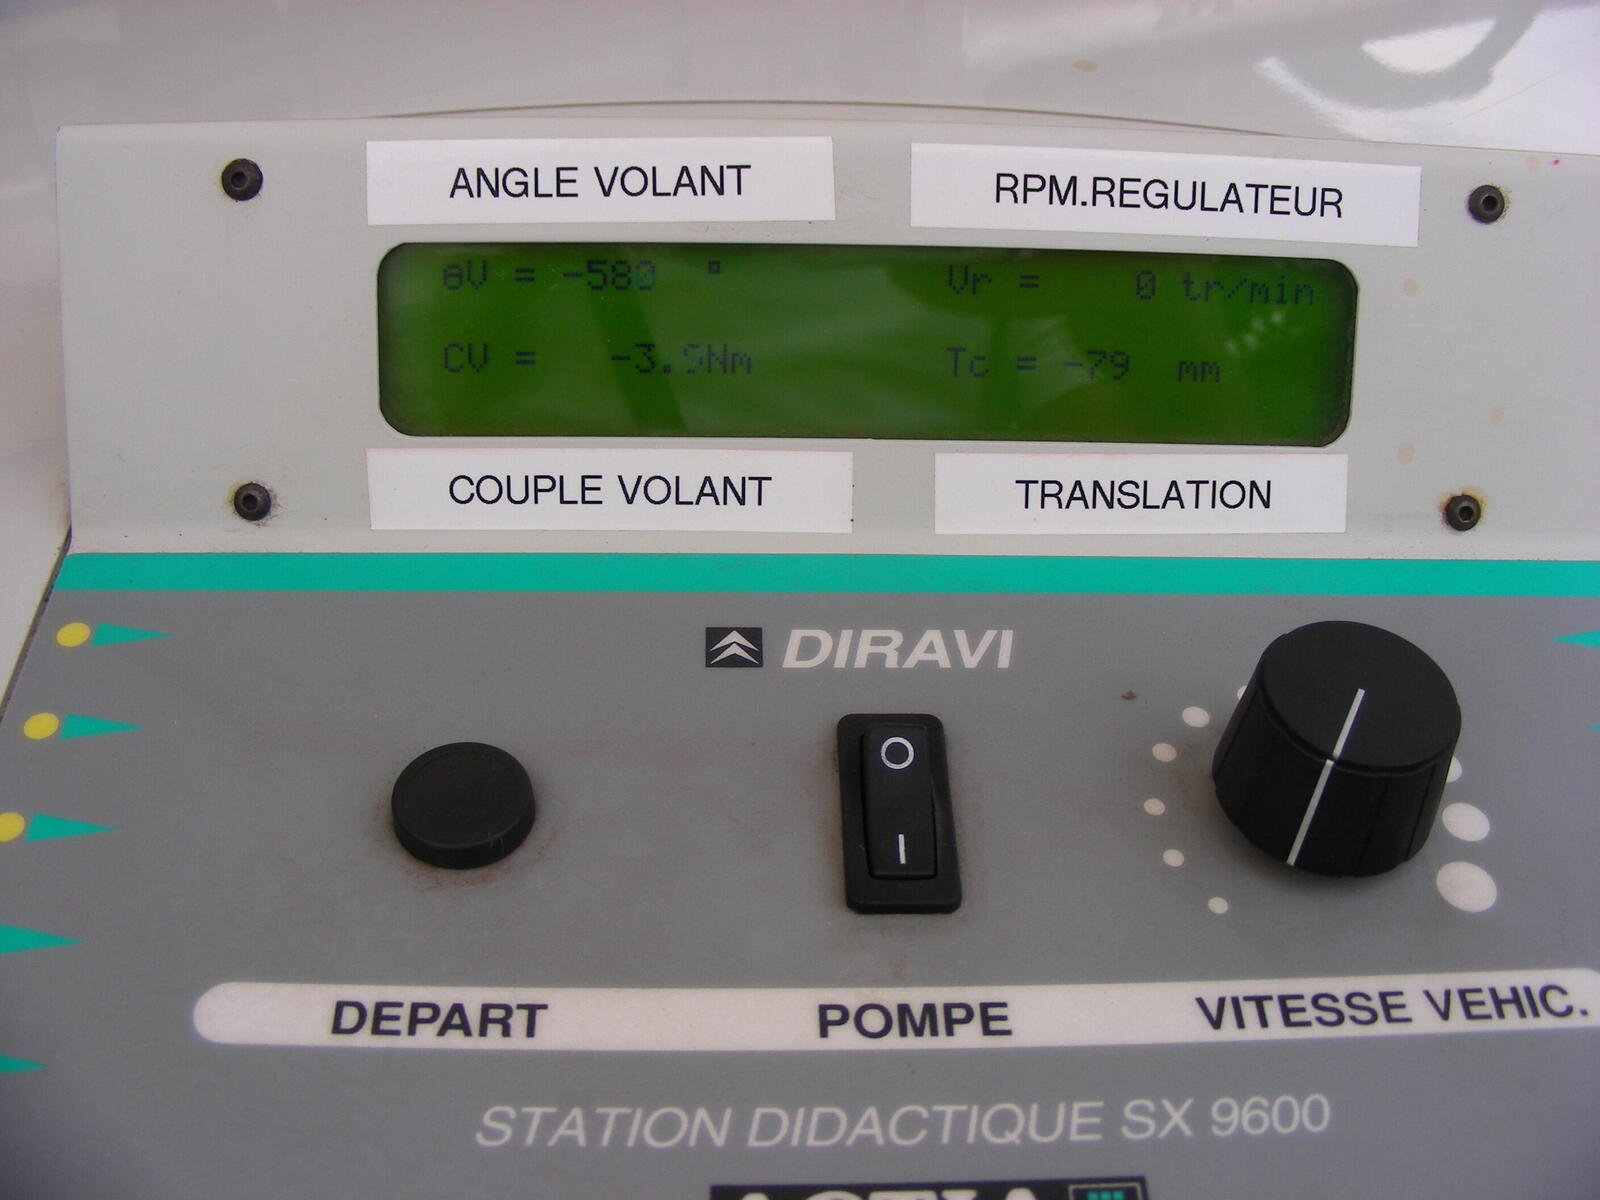 ANGLE VOLANT
RPM.REGULATEUR
aV = -580 °
Vr = 0 tr/min
CV = -3.9Nm
Tc = -79 mm
COUPLE VOLANT
TRANSLATION
DIRAVI
O
I
DEPART
POMPE
VITESSE VEHIC.
STATION DIDACTIQUE SX 9600